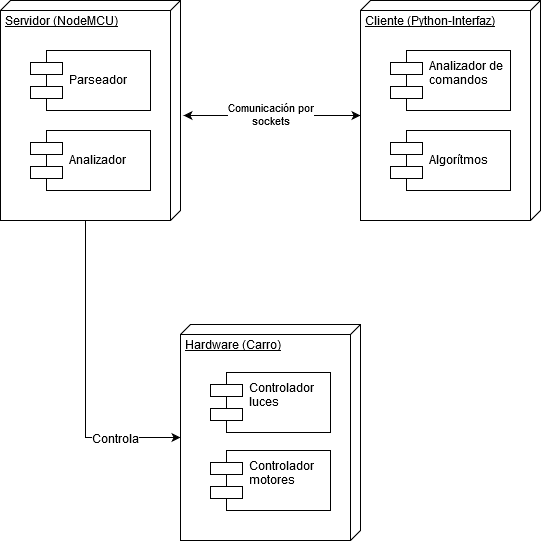 Servidor (NodeMCU)
Parseador
Analizador
Comunicación por
sockets
Cliente (Python-Interfaz)
Analizador de
comandos
Algorítmos
Controla
Hardware (Carro)
Controlador
luces
Controlador
motores